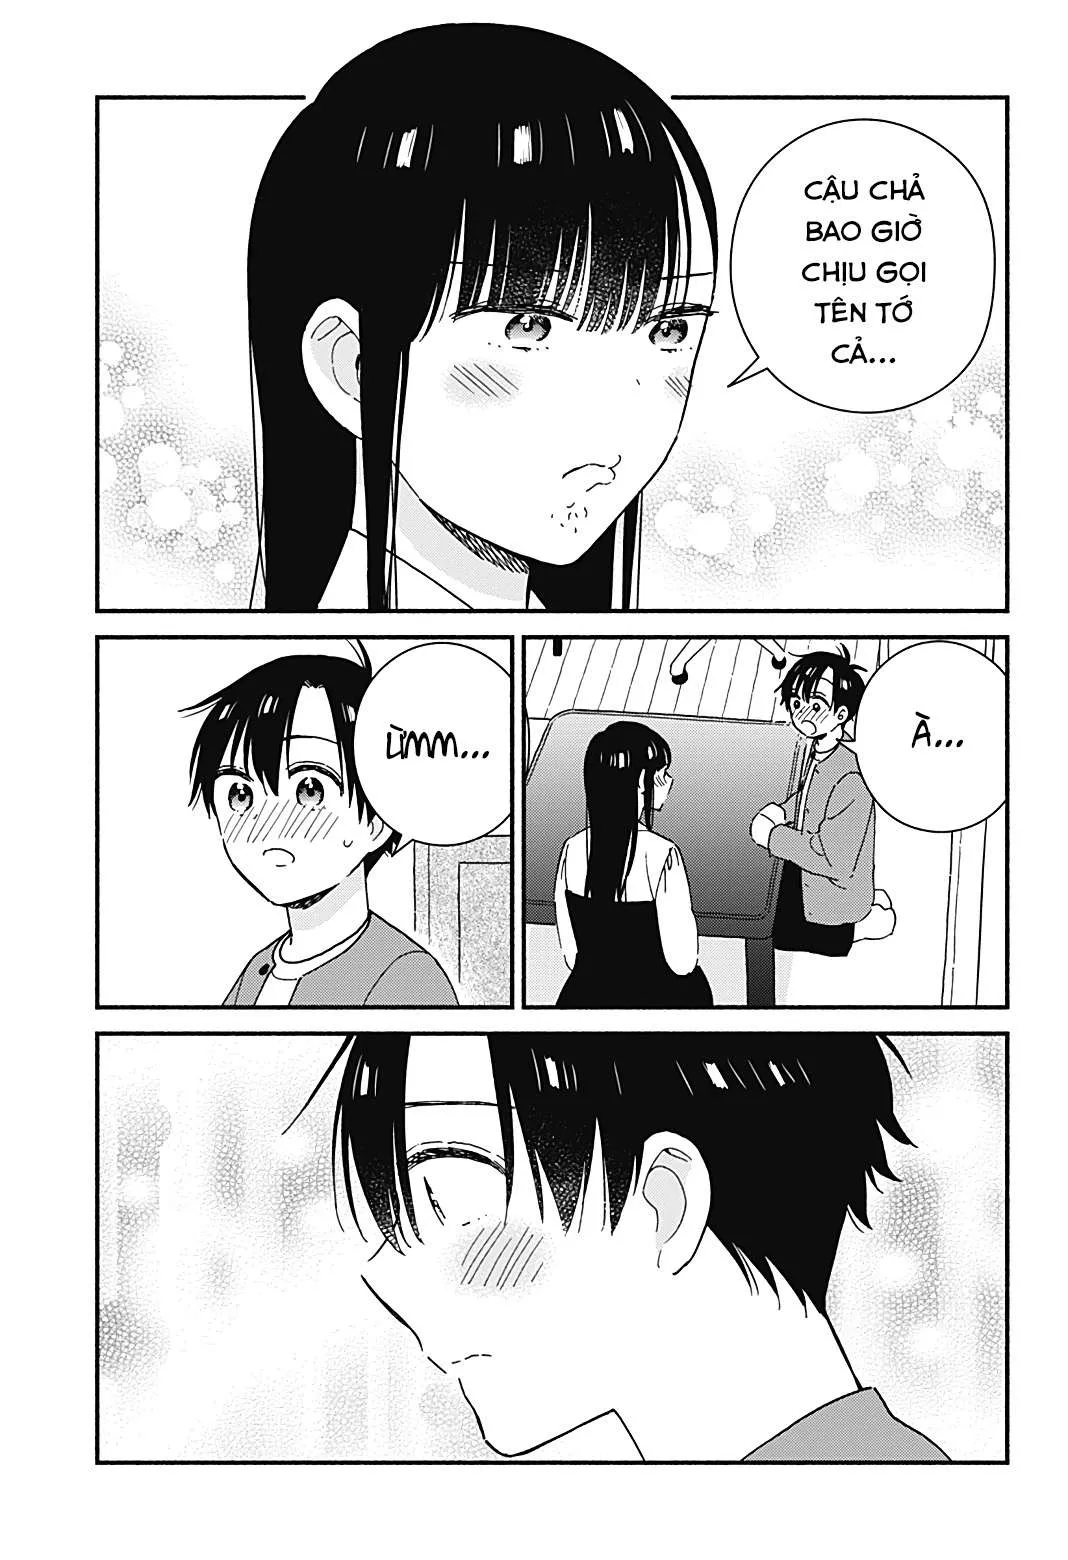 CẬU CHẢ
BAO GIỜ
CHỊU GỌI
TÊN TỚ
CẢ...
À...
ỪMM...